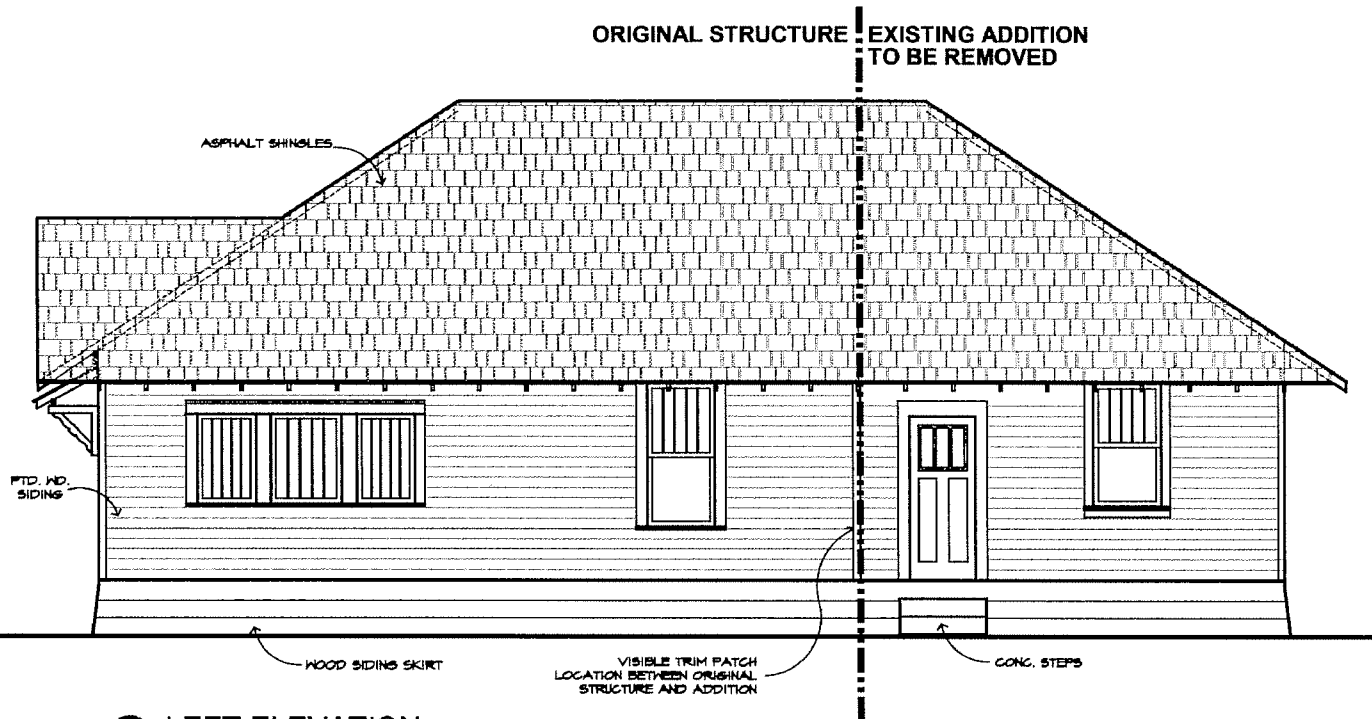 ORIGINAL STRUCTURE
EXISTING ADDITION
TO BE REMOVED
ASPHALT SHINGLES
PTD. WD.
SIDING
WOOD SIDING SKIRT
VISIBLE TRIM PATCH
LOCATION BETWEEN ORIGINAL
STRUCTURE AND ADDITION
CONC. STEPS
LEFT ELEVATION